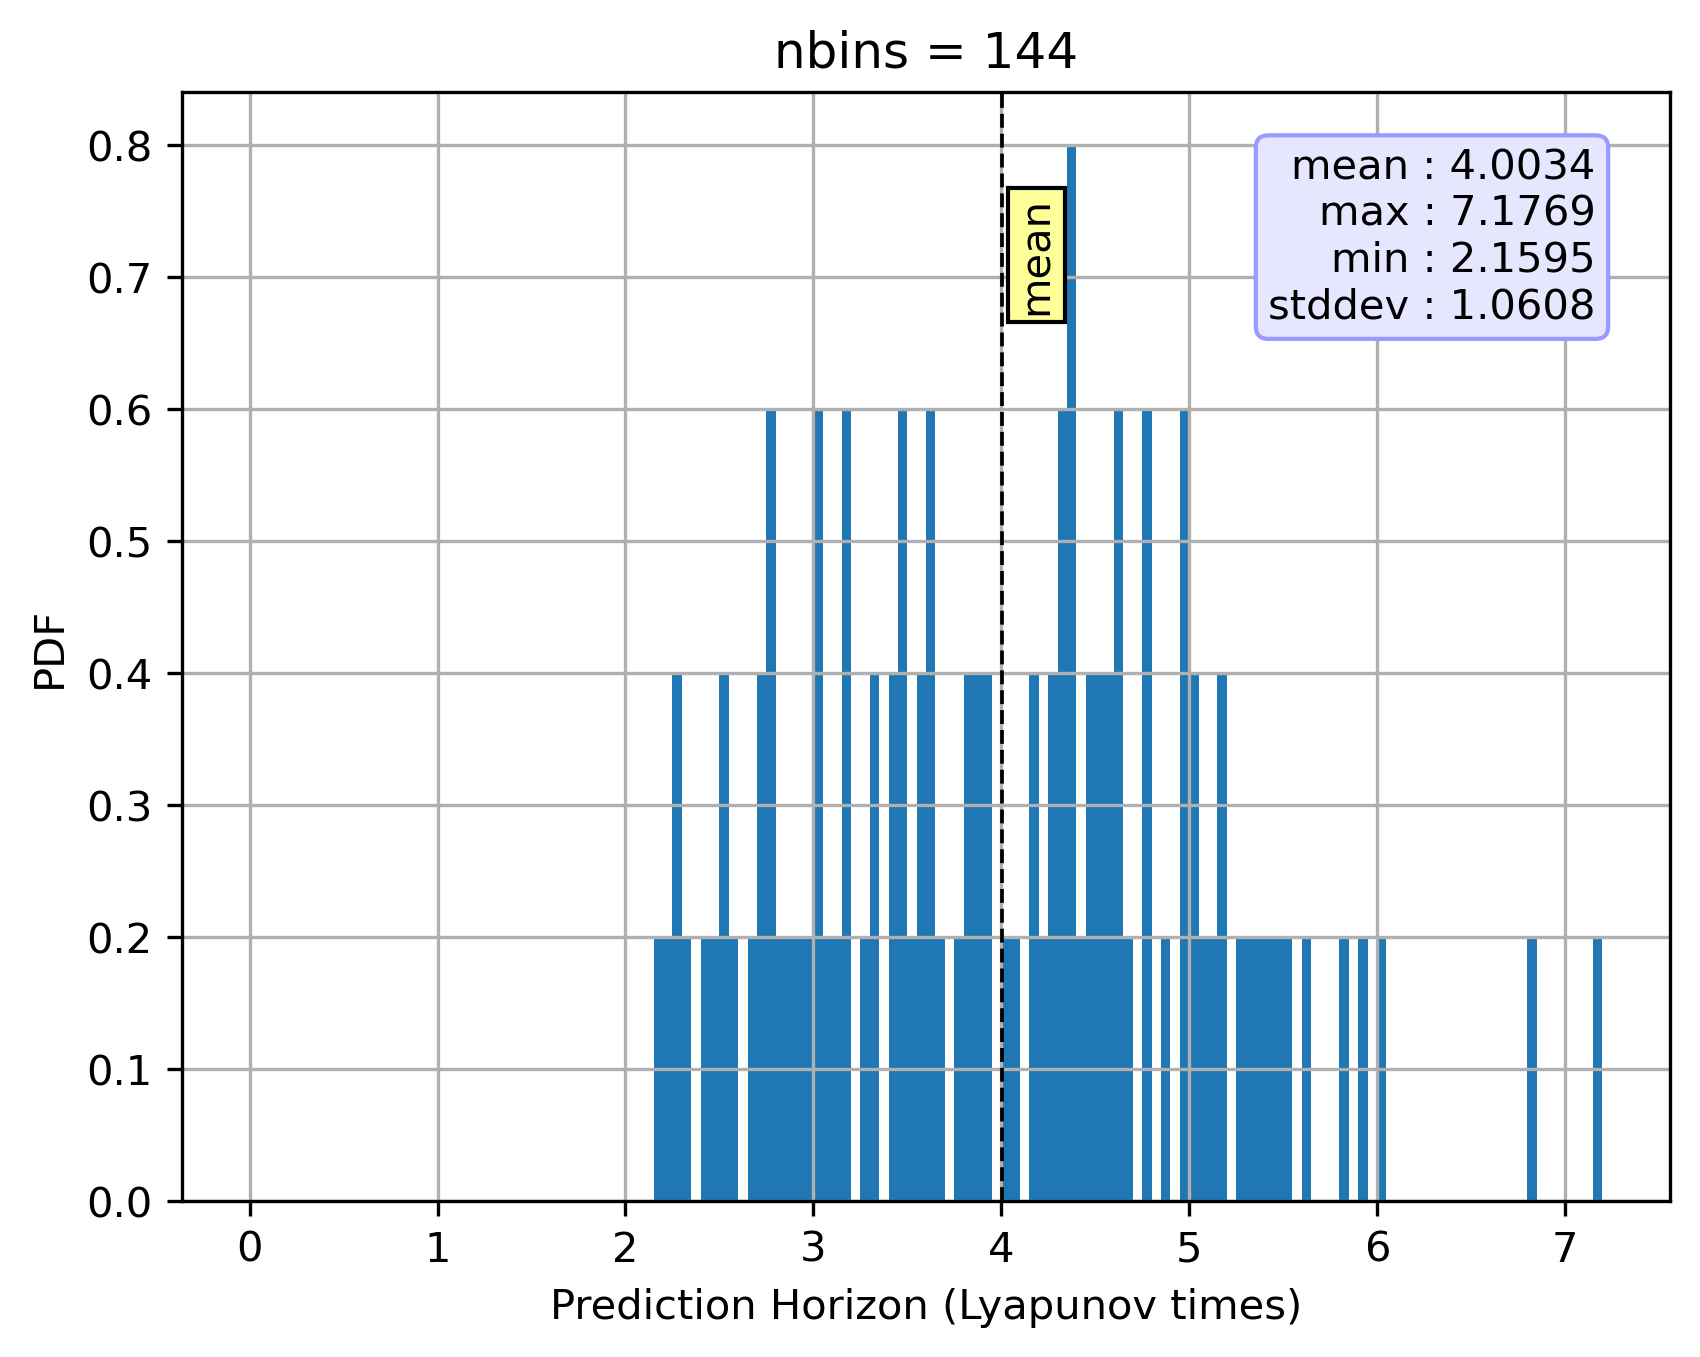 nbins = 144
0.8
0.7
0.6
0.5
0.4
0.3
0.2
0.1
0.0
PDF
mean
mean : 4.0034
max : 7.1769
min : 2.1595
stddev : 1.0608
0 1 2 3 4 5 6 7
Prediction Horizon (Lyapunov times)